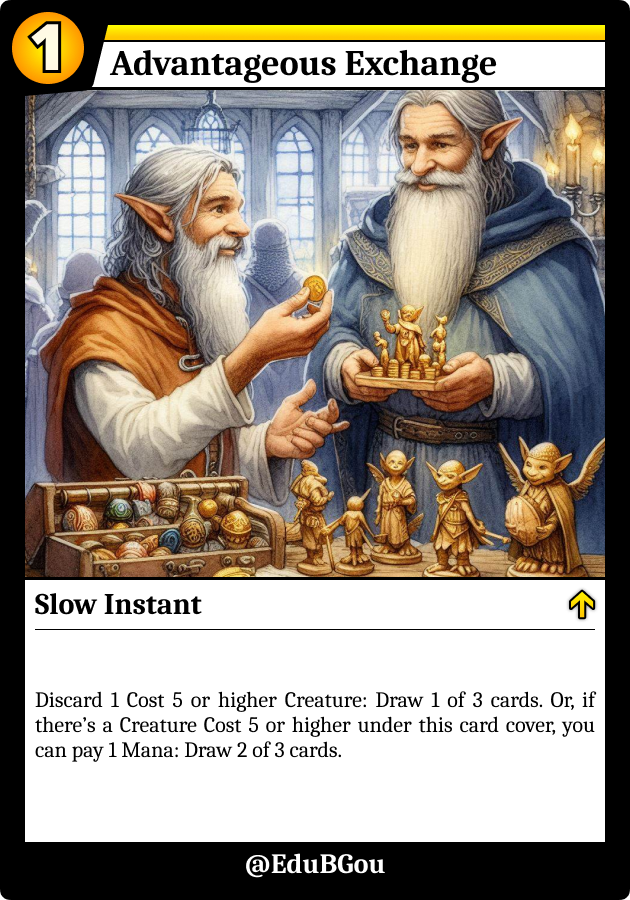 1
Advantageous Exchange
Slow Instant
Discard 1 Cost 5 or higher Creature: Draw 1 of 3 cards. Or, if
there's a Creature Cost 5 or higher under this card cover, you
can pay 1 Mana: Draw 2 of 3 cards.
@EduBGou